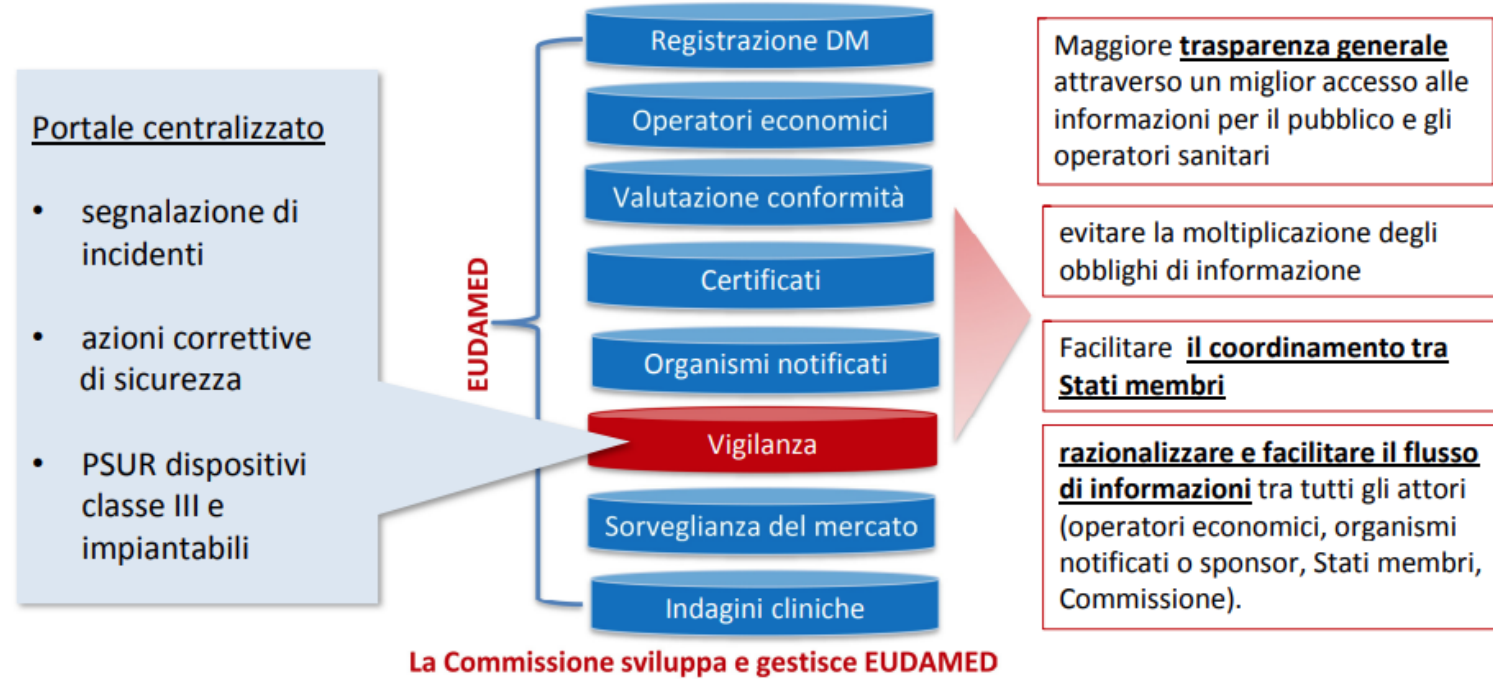 Portale centralizzato
• segnalazione di
incidenti
• azioni correttive
di sicurezza
• PSUR dispositivi
classe III e
impiantabili
EUDAMED
Registrazione DM
Operatori economici
Valutazione conformità
Certificati
Organismi notificati
Vigilanza
Sorveglianza del mercato
Indagini cliniche
La Commissione sviluppa e gestisce EUDAMED
Maggiore trasparenza generale
attraverso un miglior accesso alle
informazioni per il pubblico e gli
operatori sanitari
evitare la moltiplicazione degli
obblighi di informazione
Facilitare il coordinamento tra
Stati membri
razionalizzare e facilitare il flusso
di informazioni tra tutti gli attori
(operatori economici, organismi
notificati o sponsor, Stati membri,
Commissione).